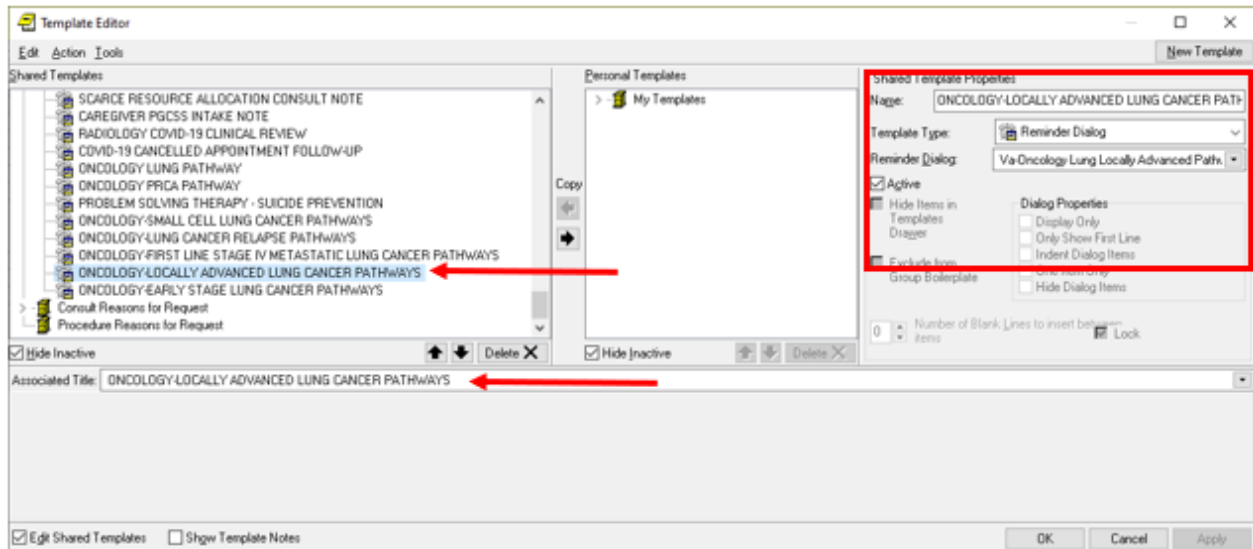 Template Editor
Edit Action Tools
New Template
Shared Templates
SCARCE RESOURCE ALLOCATION CONSULT NOTE
CAREGIVER PGCSS INTAKE NOTE
RADIOLOGY COVID-19 CLINICAL REVIEW
COVID-19 CANCELLED APPOINTMENT FOLLOW-UP
ONCOLOGY LUNG PATHWAY
ONCOLOGY PRCA PATHWAY
PROBLEM SOLVING THERAPY - SUICIDE PREVENTION
ONCOLOGY-SMALL CELL LUNG CANCER PATHWAYS
ONCOLOGY-LUNG CANCER RELAPSE PATHWAYS
ONCOLOGY-FIRST LINE STAGE IV METASTATIC LUNG CANCER PATHWAYS
ONCOLOGY-LOCALLY ADVANCED LUNG CANCER PATHWAYS
ONCOLOGY-EARLY STAGE LUNG CANCER PATHWAYS
Consult Reasons for Request
Procedure Reasons for Request
Hide Inactive
Delete
Copy
Personal Templates
My Templates
Hide Inactive
Delete
Shared Template Properties
Name: ONCOLOGY-LOCALLY ADVANCED LUNG CANCER PATH
Template Type: Reminder Dialog
Reminder Dialog: Va-Oncology Lung Locally Advanced Path.
Active
Hide Items in
Templates
Drawer
Exclude from
Group Boilerplate
Dialog Properties
Display Only
Only Show First Line
Indent Dialog Items
One Item Only
Hide Dialog Items
0 Number of Blank Lines to insert between
items
Lock
Associated Title: ONCOLOGY-LOCALLY ADVANCED LUNG CANCER PATHWAYS
Edit Shared Templates Show Template Notes
OK Cancel Apply